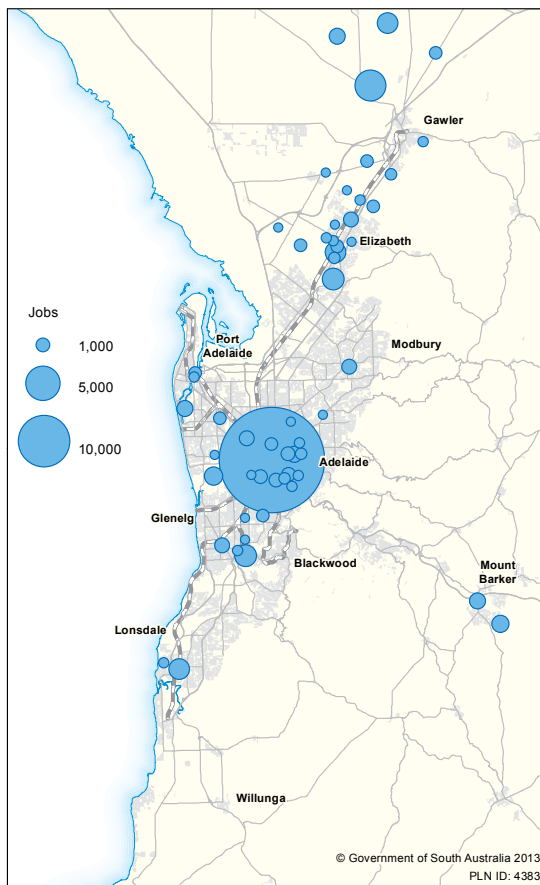 Gawler
Elizabeth
Jobs
1,000
5,000
10,000
Port
Adelaide
Modbury
Adelaide
Glenelg
Blackwood
Mount
Barker
Lonsdale
Willunga
© Government of South Australia 2013
PLN ID: 4383